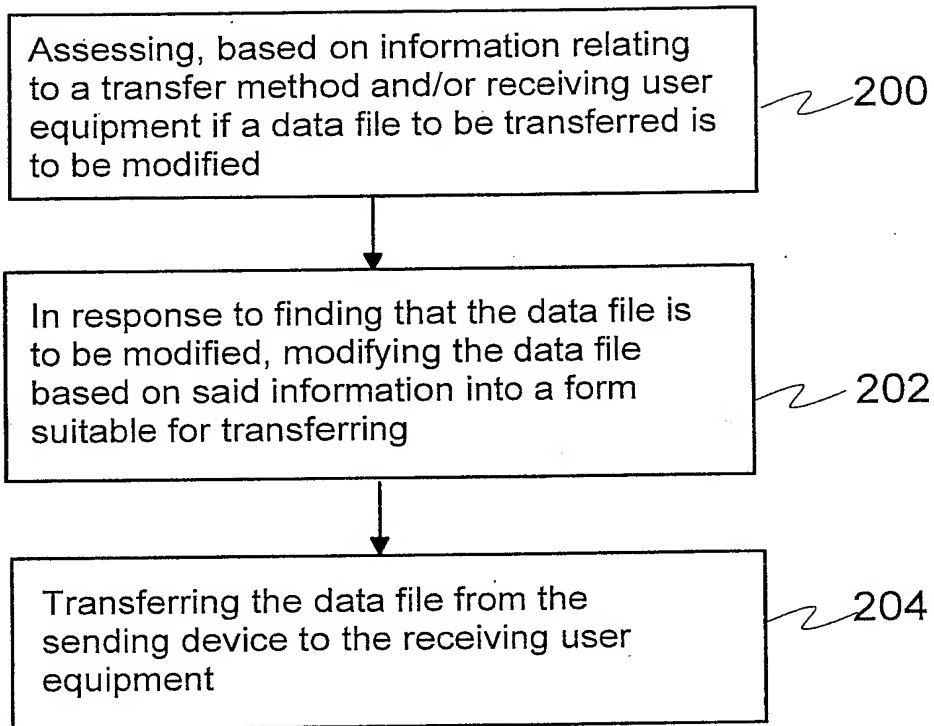 Assessing, based on information relating
to a transfer method and/or receiving user
equipment if a data file to be transferred is
to be modified
200
In response to finding that the data file is
to be modified, modifying the data file
based on said information into a form
suitable for transferring
202
Transferring the data file from the
sending device to the receiving user
equipment
204